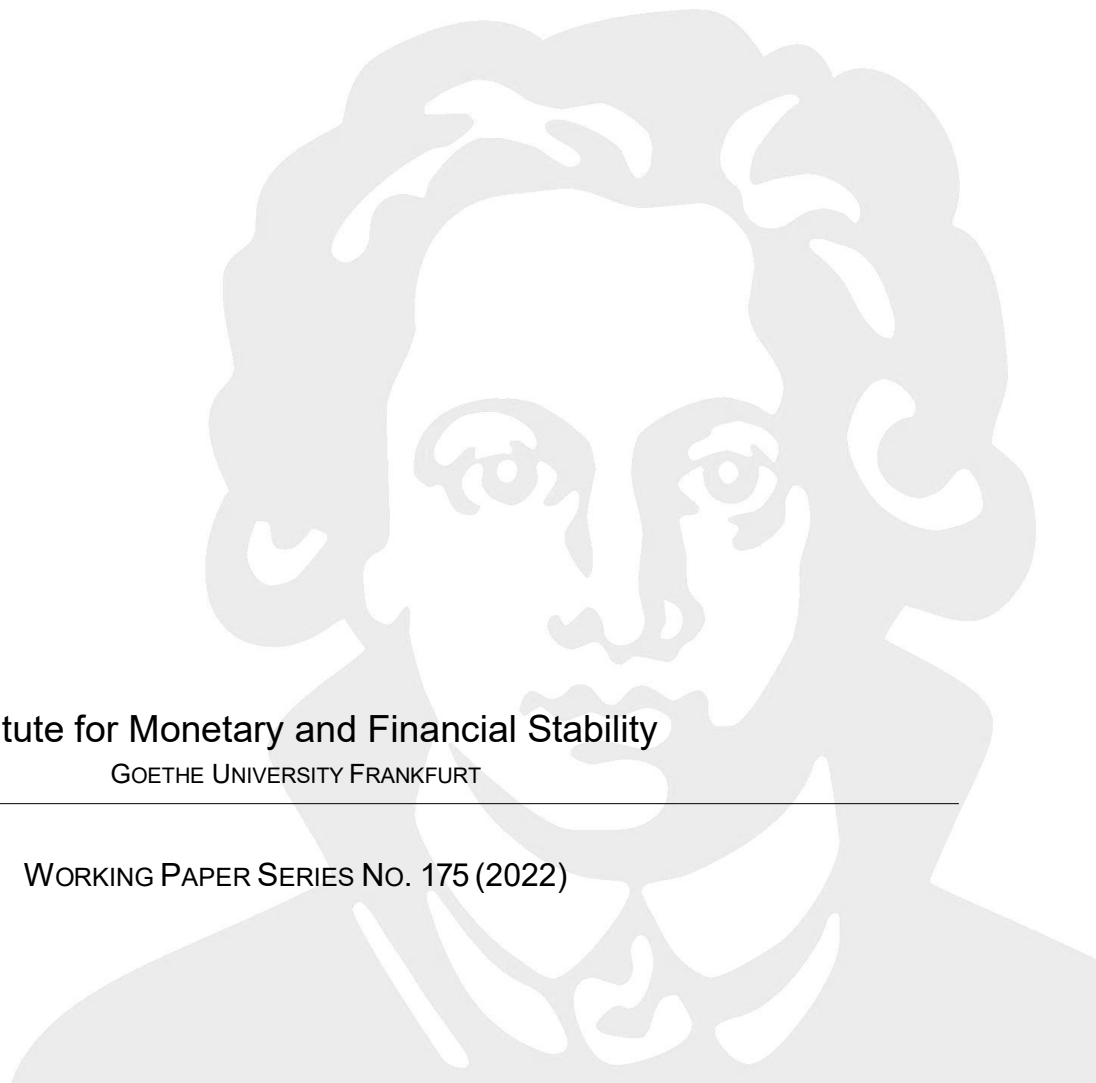 tute for Monetary and Financial Stability
GOETHE UNIVERSITY FRANKFURT
WORKING PAPER SERIES NO. 175 (2022)